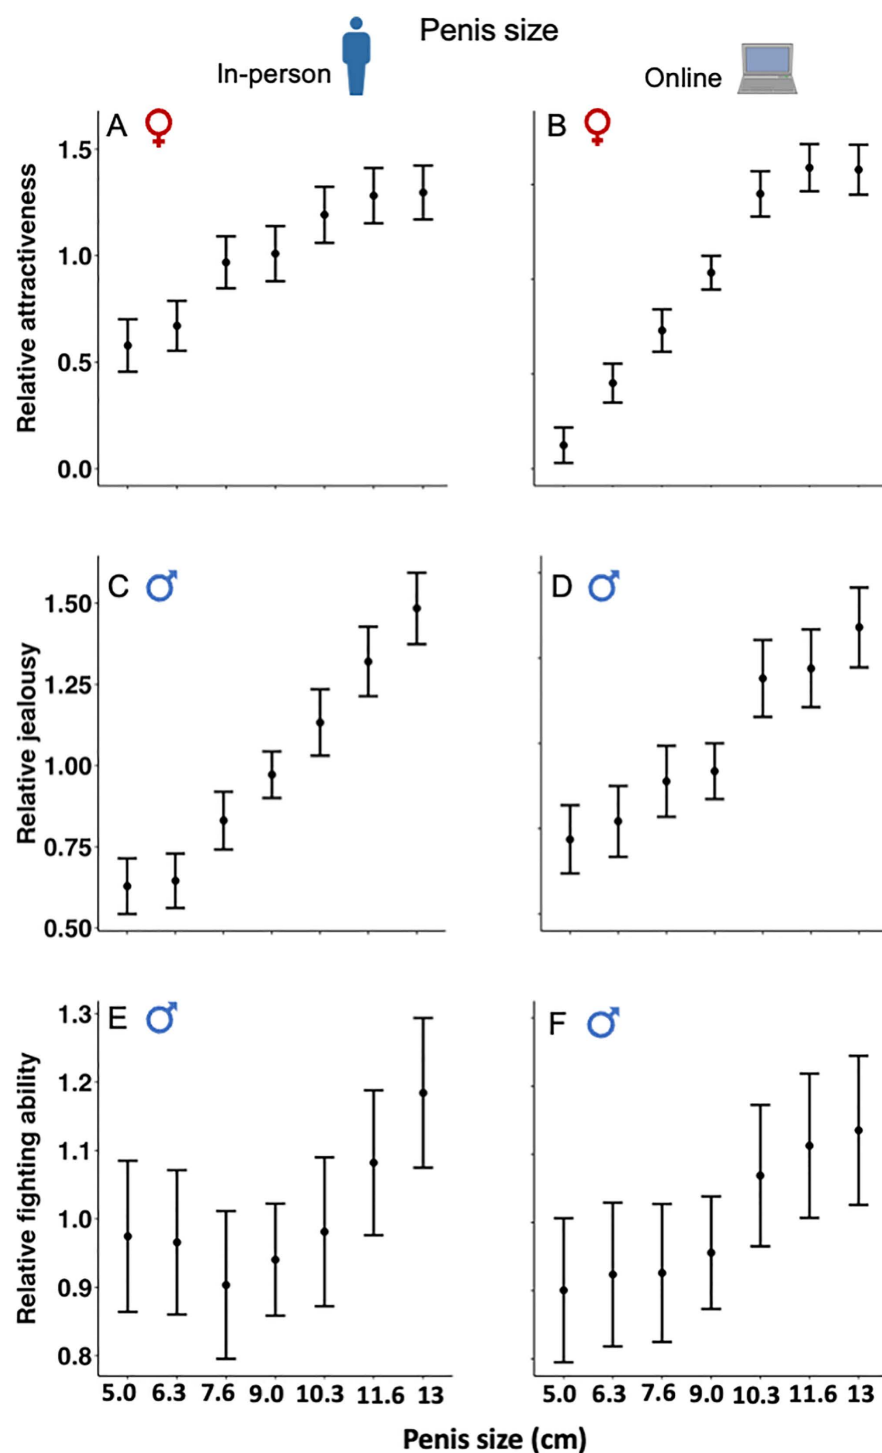 Penis size
In-person
Online
A
B
Relative attractiveness
1.5
1.0
0.5
0.0
C
D
Relative jealousy
1.50
1.25
1.00
0.75
0.50
E
F
Relative fighting ability
1.3
1.2
1.1
1.0
0.9
0.8
5.0 6.3 7.6 9.0 10.3 11.6 13
5.0 6.3 7.6 9.0 10.3 11.6 13
Penis size (cm)